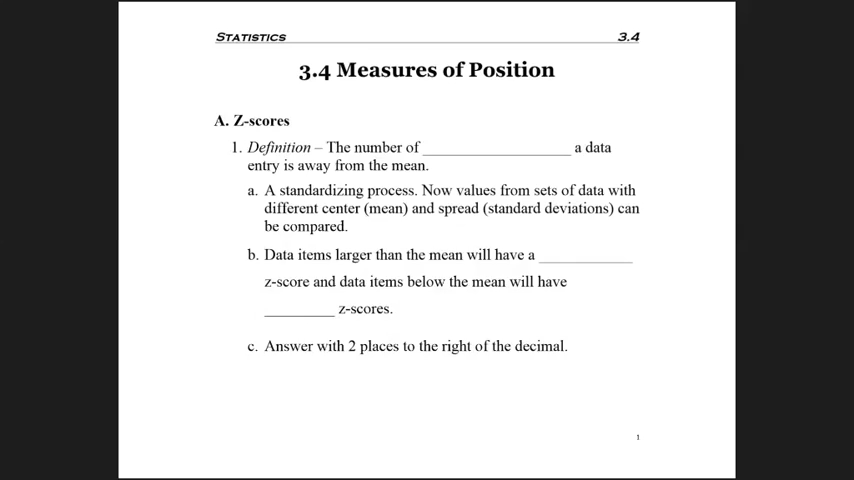 STATISTICS 3.4
3.4 Measures of Position
A. Z-scores
1. Definition – The number of ____________________ a data
entry is away from the mean.
a. A standardizing process. Now values from sets of data with
different center (mean) and spread (standard deviations) can
be compared.
b. Data items larger than the mean will have a _____________
z-score and data items below the mean will have
__________ z-scores.
c. Answer with 2 places to the right of the decimal.
1